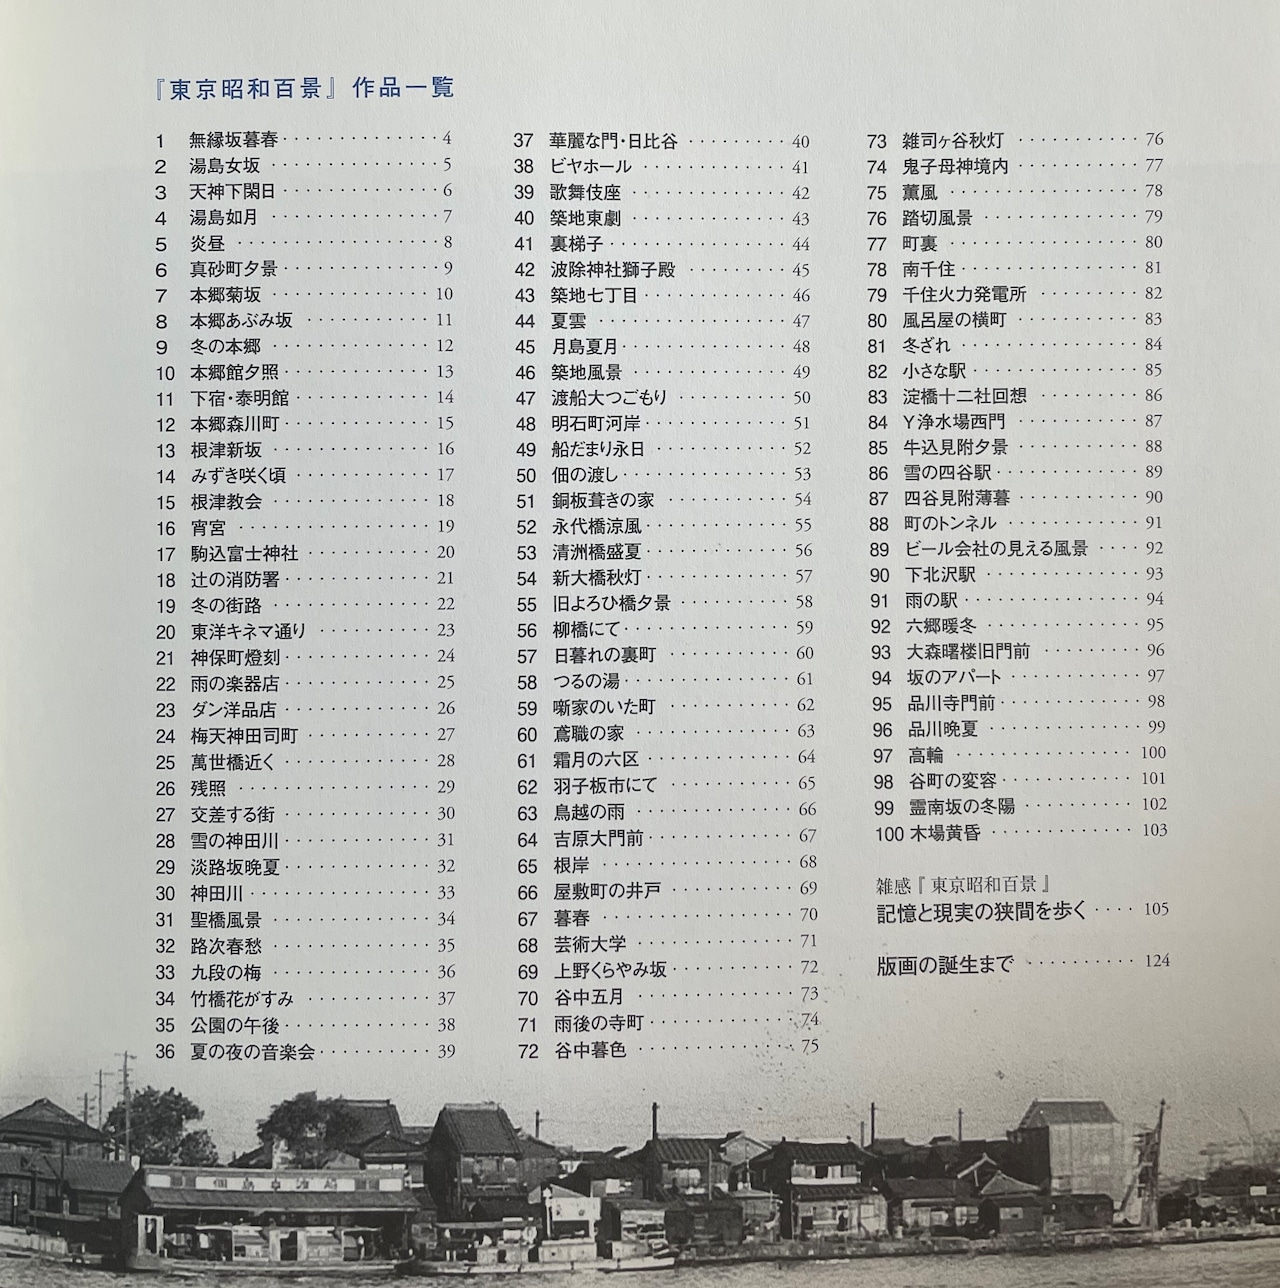 『東京昭和百景』 作品一覧
1 無縁坂暮春 ・・・・・・・・・・・・・・ 4
2 湯島女坂 ・・・・・・・・・・・・・・ 5
3 天神下閑日 ・・・・・・・・・・・・・・ 6
4 湯島如月 ・・・・・・・・・・・・・・ 7
5 炎昼 ・・・・・・・・・・・・・・ 8
6 真砂町夕景 ・・・・・・・・・・・・・・ 9
7 本郷菊坂 ・・・・・・・・・・・・・・ 10
8 本郷あぶみ坂 ・・・・・・・・・・・ 11
9 冬の本郷 ・・・・・・・・・・・・・・ 12
10 本郷館夕照 ・・・・・・・・・・・・・ 13
11 下宿・泰明館 ・・・・・・・・・・・・ 14
12 本郷森川町 ・・・・・・・・・・・・・ 15
13 根津新坂 ・・・・・・・・・・・・・・ 16
14 みずき咲く頃 ・・・・・・・・・・・・ 17
15 根津教会 ・・・・・・・・・・・・・・ 18
16 宵宮 ・・・・・・・・・・・・・・ 19
17 駒込富士神社 ・・・・・・・・・・・ 20
18 辻の消防署 ・・・・・・・・・・・・・ 21
19 冬の街路 ・・・・・・・・・・・・・・ 22
20 東洋キネマ通り ・・・・・・・・・・ 23
21 神保町燈刻 ・・・・・・・・・・・・・ 24
22 雨の楽器店 ・・・・・・・・・・・・・ 25
23 ダン洋品店 ・・・・・・・・・・・・・ 26
24 梅天神田司町 ・・・・・・・・・・・ 27
25 萬世橋近く ・・・・・・・・・・・・・ 28
26 残照 ・・・・・・・・・・・・・・ 29
27 交差する街 ・・・・・・・・・・・・・ 30
28 雪の神田川 ・・・・・・・・・・・・・ 31
29 淡路坂晩夏 ・・・・・・・・・・・・・ 32
30 神田川 ・・・・・・・・・・・・・・ 33
31 聖橋風景 ・・・・・・・・・・・・・・ 34
32 路次春愁 ・・・・・・・・・・・・・・ 35
33 九段の梅 ・・・・・・・・・・・・・・ 36
34 竹橋花がすみ ・・・・・・・・・・・ 37
35 公園の午後 ・・・・・・・・・・・・・ 38
36 夏の夜の音楽会 ・・・・・・・・・・ 39
37 華麗な門・日比谷 ・・・・・・・・・ 40
38 ビヤホール ・・・・・・・・・・・・・ 41
39 歌舞伎座 ・・・・・・・・・・・・・ 42
40 築地東劇 ・・・・・・・・・・・・・ 43
41 裏梯子 ・・・・・・・・・・・・・・ 44
42 波除神社獅子殿 ・・・・・・・・・ 45
43 築地七丁目 ・・・・・・・・・・・・ 46
44 夏雲 ・・・・・・・・・・・・・・ 47
45 月島夏月 ・・・・・・・・・・・・・ 48
46 築地風景 ・・・・・・・・・・・・・ 49
47 渡船大つごもり ・・・・・・・・・・ 50
48 明石町河岸 ・・・・・・・・・・・・ 51
49 船だまり永日 ・・・・・・・・・・・ 52
50 佃の渡し ・・・・・・・・・・・・・ 53
51 銅板葺きの家 ・・・・・・・・・・ 54
52 永代橋涼風 ・・・・・・・・・・・・ 55
53 清洲橋盛夏 ・・・・・・・・・・・・ 56
54 新大橋秋灯 ・・・・・・・・・・・・ 57
55 旧よろひ橋夕景 ・・・・・・・・・・ 58
56 柳橋にて ・・・・・・・・・・・・・ 59
57 日暮れの裏町 ・・・・・・・・・・ 60
58 つるの湯 ・・・・・・・・・・・・・ 61
59 噺家のいた町 ・・・・・・・・・・ 62
60 鳶職の家 ・・・・・・・・・・・・・ 63
61 霜月の六区 ・・・・・・・・・・・・ 64
62 羽子板市にて ・・・・・・・・・・・ 65
63 鳥越の雨 ・・・・・・・・・・・・・ 66
64 吉原大門前 ・・・・・・・・・・・・ 67
65 根岸 ・・・・・・・・・・・・・・ 68
66 屋敷町の井戸 ・・・・・・・・・・ 69
67 暮春 ・・・・・・・・・・・・・・ 70
68 芸術大学 ・・・・・・・・・・・・・ 71
69 上野くらやみ坂 ・・・・・・・・・・ 72
70 谷中五月 ・・・・・・・・・・・・・ 73
71 雨後の寺町 ・・・・・・・・・・・・ 74
72 谷中暮色 ・・・・・・・・・・・・・ 75
73 雑司ヶ谷秋灯 ・・・・・・・・・・・ 76
74 鬼子母神境内 ・・・・・・・・・・・ 77
75 薫風 ・・・・・・・・・・・・・・ 78
76 踏切風景 ・・・・・・・・・・・・・ 79
77 町裏 ・・・・・・・・・・・・・・ 80
78 南千住 ・・・・・・・・・・・・・・ 81
79 千住火力発電所 ・・・・・・・・・ 82
80 風呂屋の横町 ・・・・・・・・・・・ 83
81 冬ざれ ・・・・・・・・・・・・・・ 84
82 小さな駅 ・・・・・・・・・・・・・ 85
83 淀橋十二社回想 ・・・・・・・・・ 86
84 Y浄水場西門 ・・・・・・・・・・・ 87
85 牛込見附夕景 ・・・・・・・・・・・ 88
86 雪の四谷駅 ・・・・・・・・・・・・ 89
87 四谷見附薄暮 ・・・・・・・・・・・ 90
88 町のトンネル ・・・・・・・・・・・ 91
89 ビール会社の見える風景 ・・・・ 92
90 下北沢駅 ・・・・・・・・・・・・・ 93
91 雨の駅 ・・・・・・・・・・・・・・ 94
92 六郷暖冬 ・・・・・・・・・・・・・ 95
93 大森曙楼旧門前 ・・・・・・・・・ 96
94 坂のアパート ・・・・・・・・・・・ 97
95 品川寺門前 ・・・・・・・・・・・・ 98
96 品川晩夏 ・・・・・・・・・・・・・ 99
97 高輪 ・・・・・・・・・・・・・・ 100
98 谷町の変容 ・・・・・・・・・・・・ 101
99 霊南坂の冬陽 ・・・・・・・・・・ 102
100 木場黄昏 ・・・・・・・・・・・・・ 103
雑感『東京昭和百景』
記憶と現実の狭間を歩く ・・・・ 105
版画の誕生まで ・・・・・・・・・・ 124